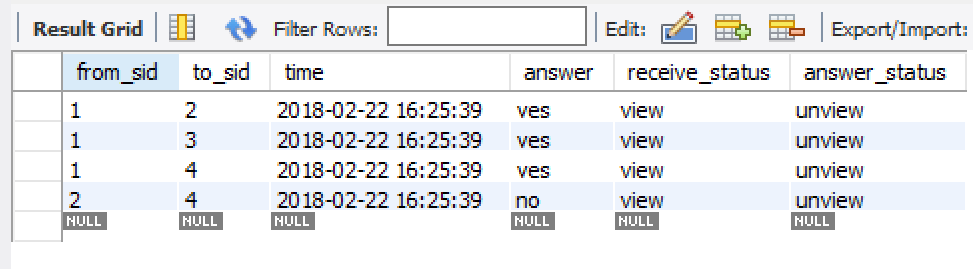 Result Grid Filter Rows: Edit: Export/Import:
from_sid to_sid time answer receive_status answer_status
1 2 2018-02-22 16:25:39 yes view unview
1 3 2018-02-22 16:25:39 yes view unview
1 4 2018-02-22 16:25:39 yes view unview
2 4 2018-02-22 16:25:39 no view unview
NULL NULL NULL NULL NULL NULL